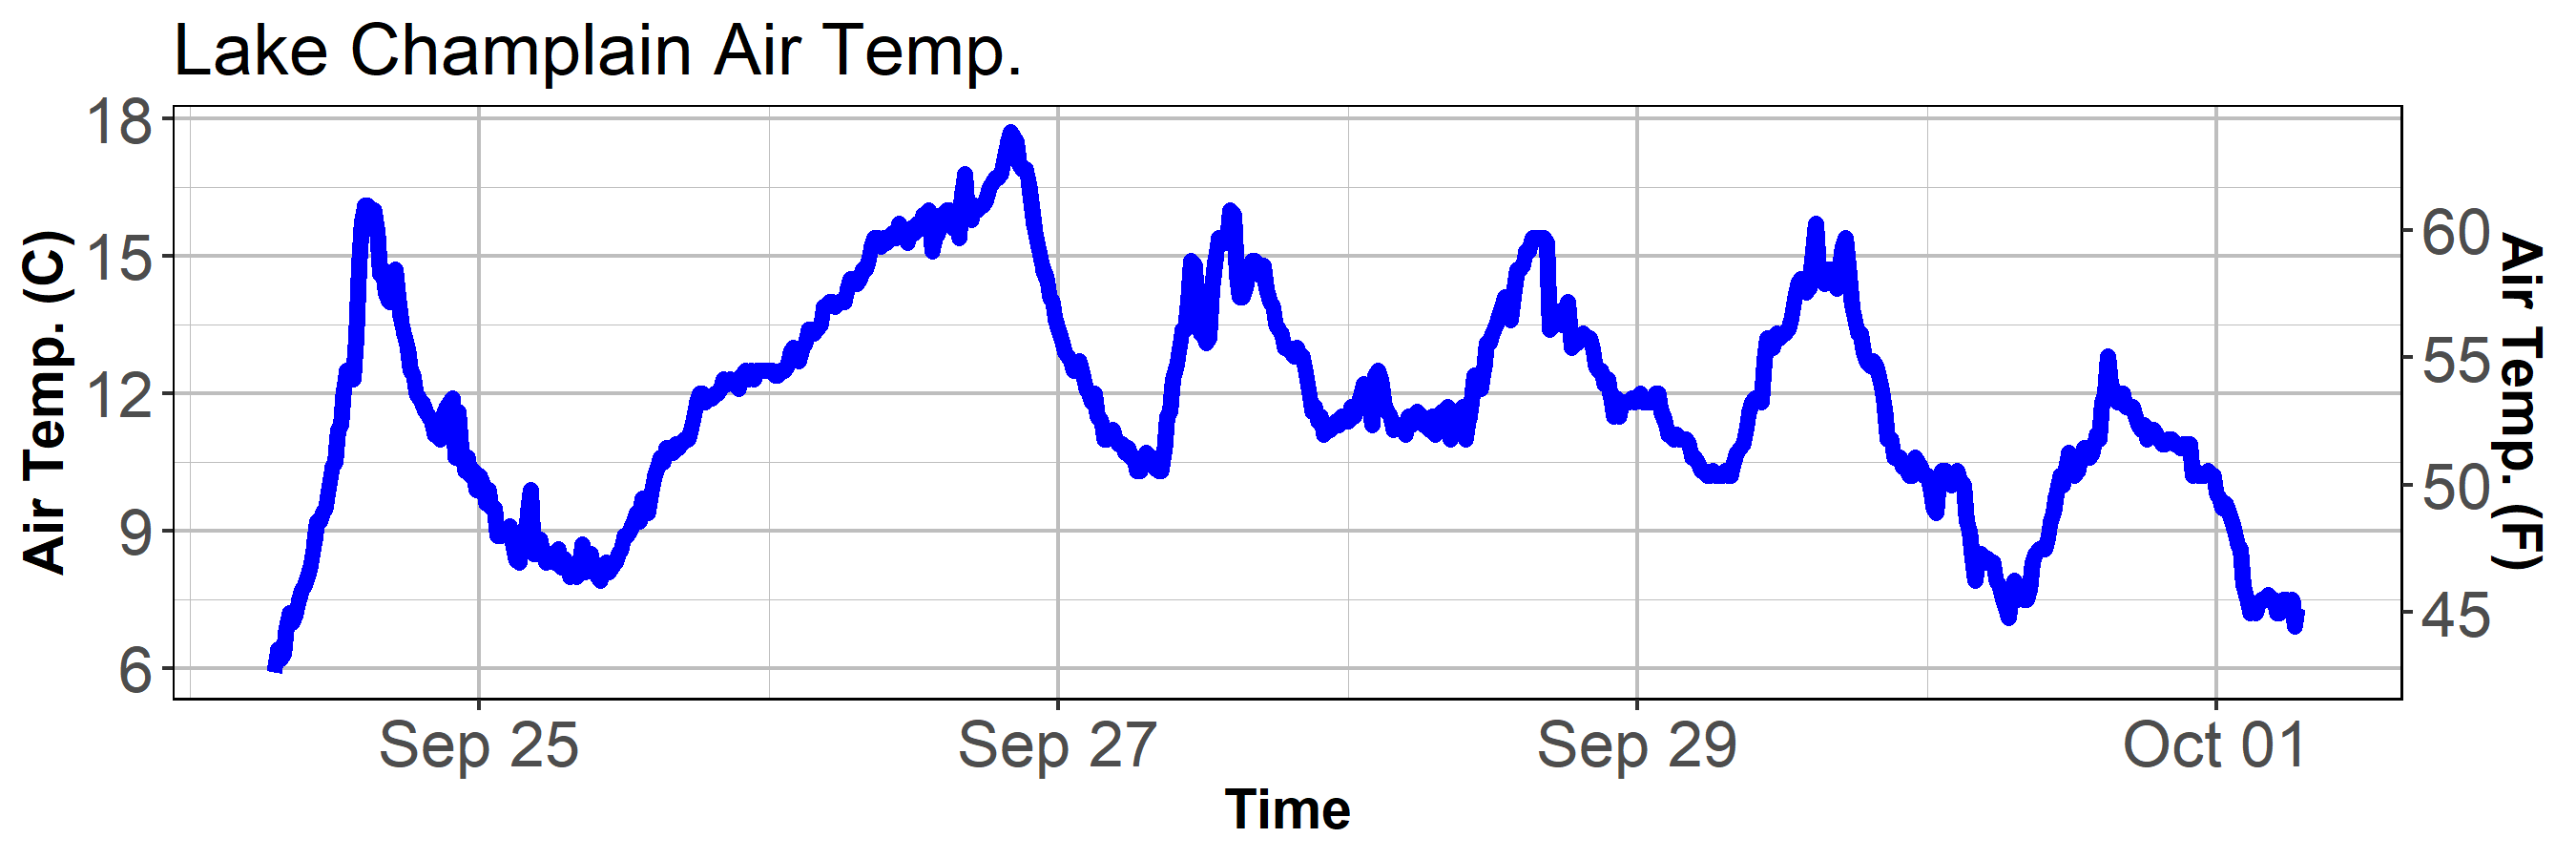 Lake Champlain Air Temp.
18
15
12
9
6
Air Temp. (C)
60
55
50
45
Air Temp. (F)
Sep 25
Sep 27
Sep 29
Oct 01
Time